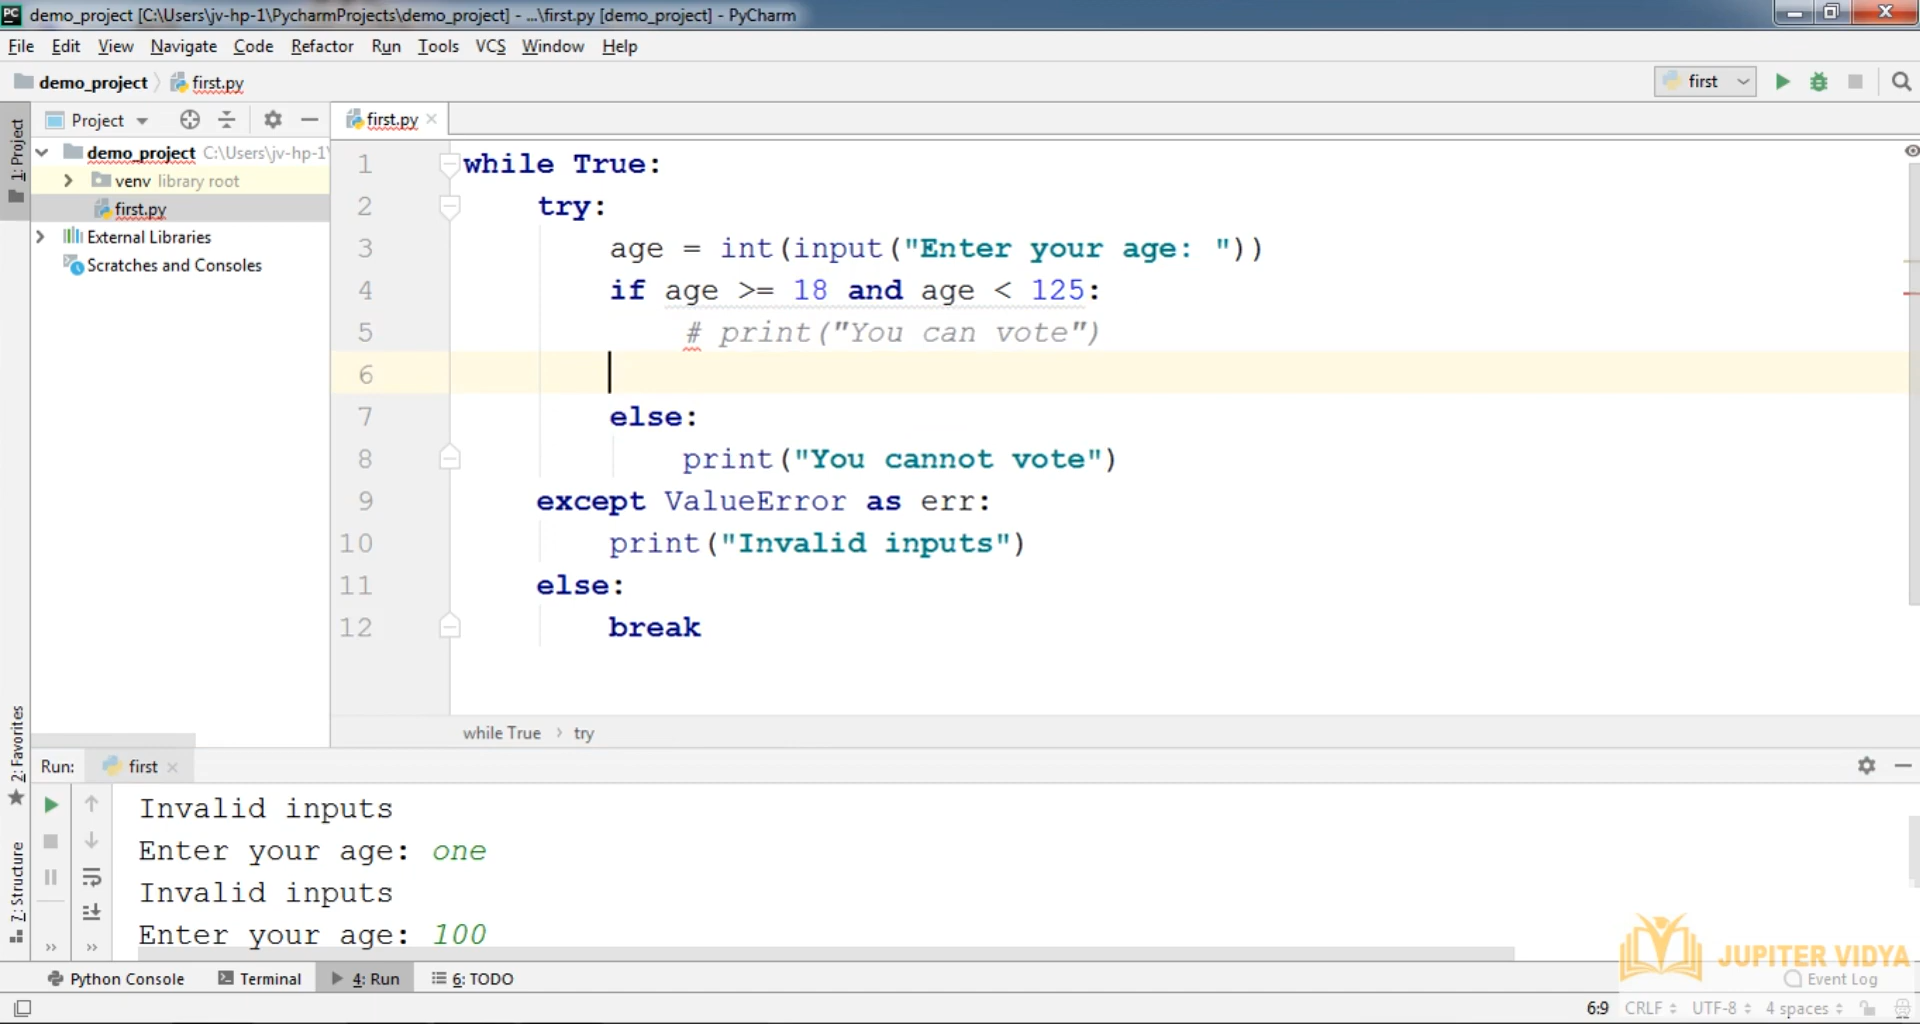 demo_project [C:\Users\jv-hp-1\PycharmProjects\demo_project] - ...\first.py [demo_project] - PyCharm
File Edit View Navigate Code Refactor Run Tools VCS Window Help
demo_project first.py first
1: Project
Project
first.py
demo_project C:\Users\jv-hp-1\
venv library root
first.py
External Libraries
Scratches and Consoles
1 while True:
2 try:
3 age = int(input("Enter your age: "))
4 if age >= 18 and age < 125:
5 # print("You can vote")
6
7 else:
8 print("You cannot vote")
9 except ValueError as err:
10 print("Invalid inputs")
11 else:
12 break
while True › try
2: Favorites
7: Structure
Run: first
Invalid inputs
Enter your age: one
Invalid inputs
Enter your age: 100
JUPITER VIDYA
Python Console Terminal 4: Run 6: TODO Event Log
6:9 CRLF UTF-8 4 spaces